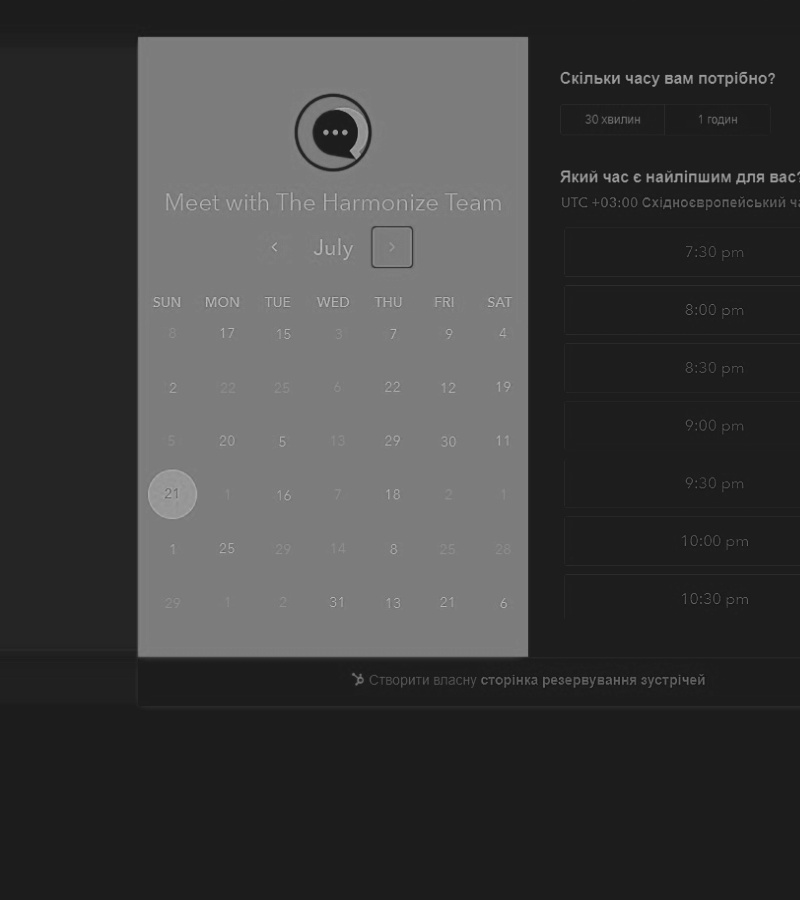 Meet with The Harmonize Team
July
SUN MON TUE WED THU FRI SAT
8 17 15 3 7 9 4
2 22 25 6 22 12 19
5 20 5 13 29 30 11
21 1 16 7 18 2 1
1 25 29 14 8 25 28
29 1 2 31 13 21 6
Скільки часу вам потрібно?
30 хвилин 1 годин
Який час є найліпшим для вас?
UTC +03:00 Східноєвропейський ча
7:30 pm
8:00 pm
8:30 pm
9:00 pm
9:30 pm
10:00 pm
10:30 pm
Створити власну сторінка резервування зустрічей